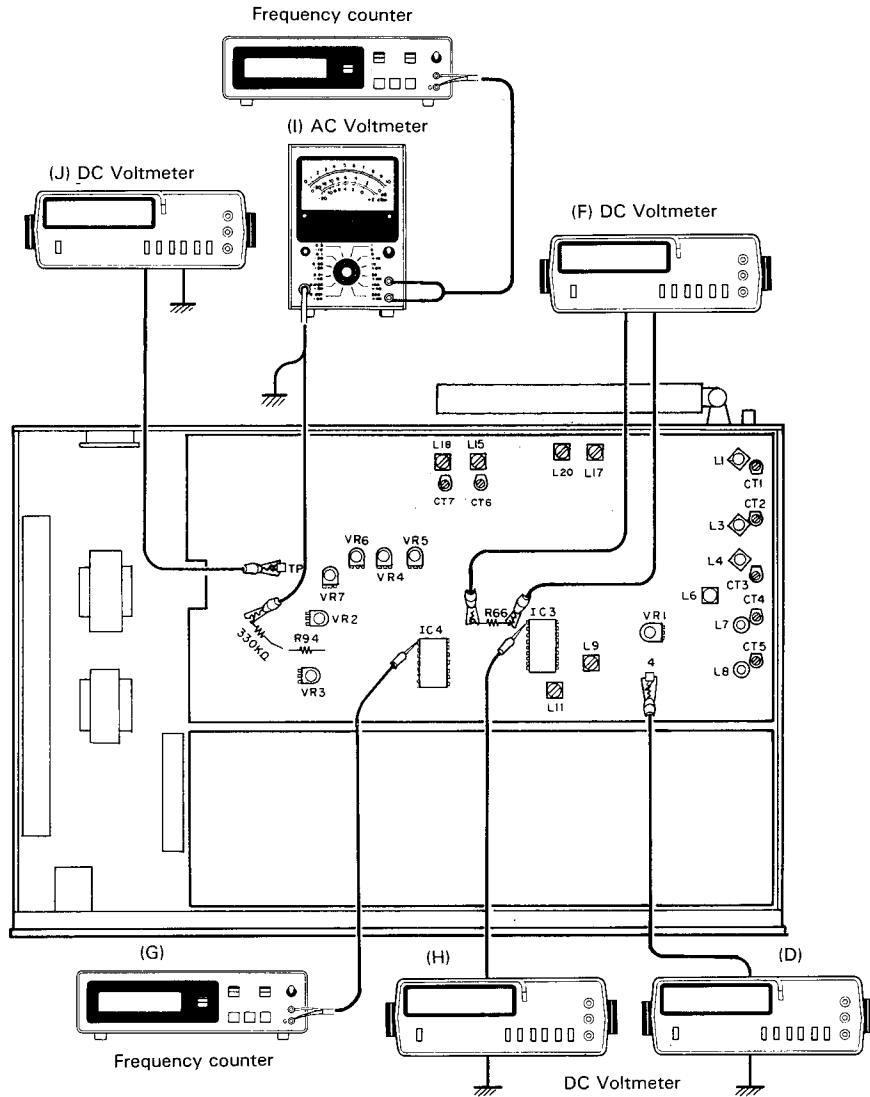 Frequency counter
(I) AC Voltmeter
(J) DC Voltmeter
(F) DC Voltmeter
L18 L15
L20 L17
L1
CT1
CT7 CT6
CT2
L3
VR6 VR5
VR4
L4
CT3
TP
VR7
L6
CT4
R66
VR2
IC4
IC3
VR1
L7
330KΩ
R94
CT5
L9
4
L8
VR3
L11
(G)
(H)
(D)
Frequency counter
DC Voltmeter